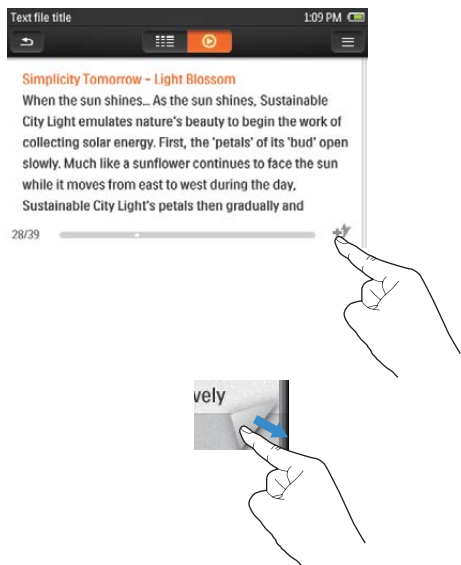 Text file title 1:09 PM
Simplicity Tomorrow - Light Blossom
When the sun shines... As the sun shines, Sustainable
City Light emulates nature's beauty to begin the work of
collecting solar energy. First, the 'petals' of its 'bud' open
slowly. Much like a sunflower continues to face the sun
while it moves from east to west during the day,
Sustainable City Light's petals then gradually and
28/39
vely